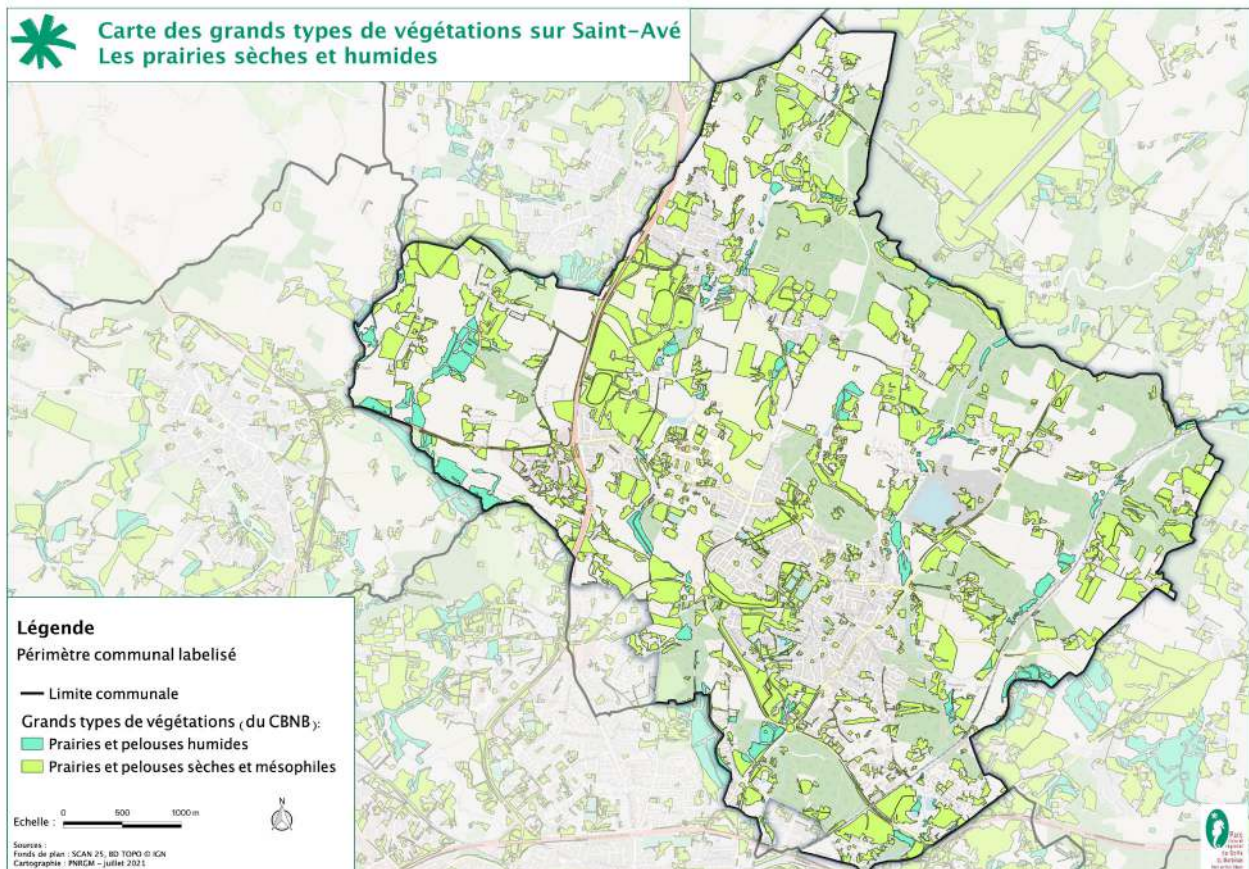 Carte des grands types de végétations sur Saint-Avé
Les prairies sèches et humides
Légende
Périmètre communal labelisé
Limite communale
Grands types de végétations ( du CBNB ):
Prairies et pelouses humides
Prairies et pelouses sèches et mésophiles
Echelle : 0 500 1000 m
N
Sources :
Fonds de plan : SCAN 25, BD TOPO © IGN
Cartographie : PNRGM - juillet 2021
Parc